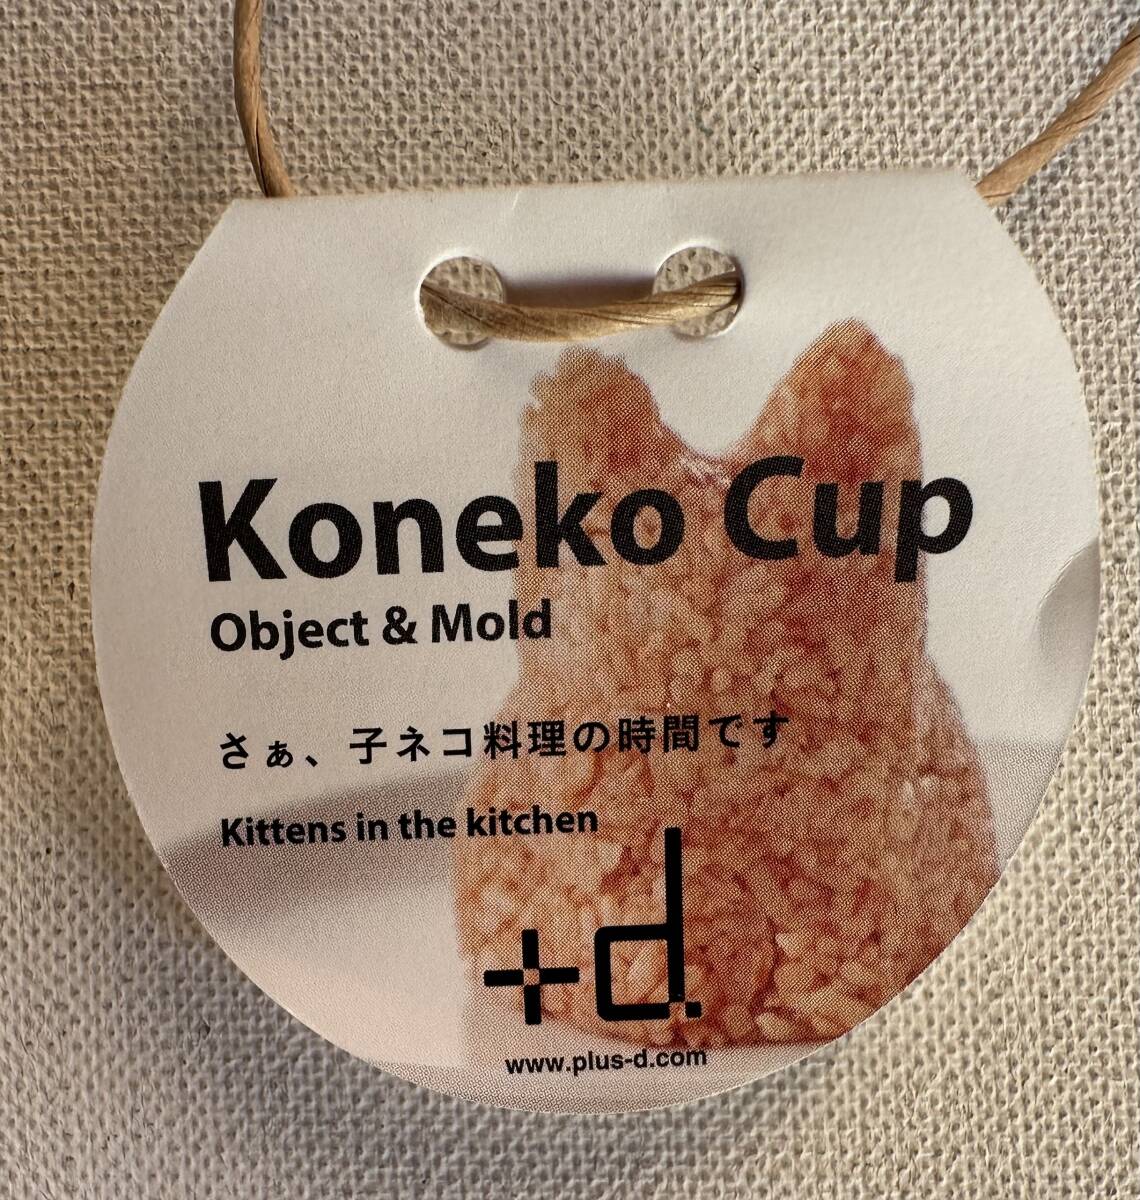 Koneko Cup
Object & Mold
さぁ、子ネコ料理の時間です
Kittens in the kitchen
+d.
www.plus-d.com